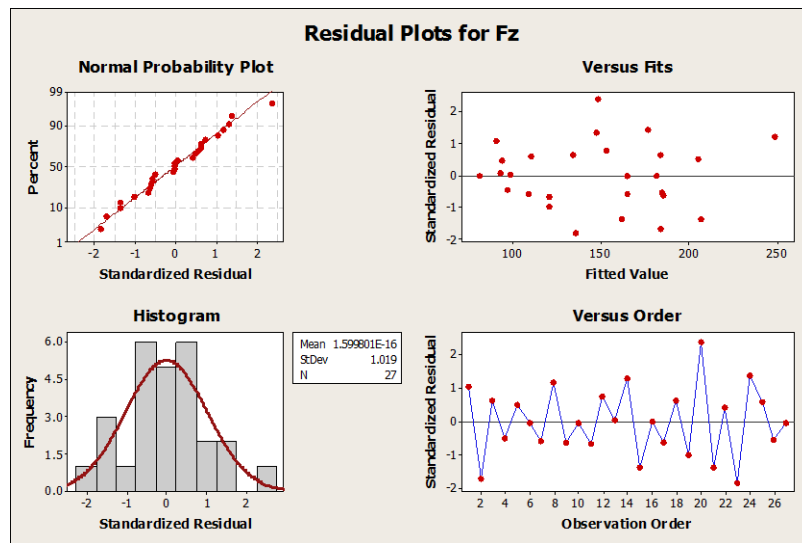 Residual Plots for Fz
Normal Probability Plot
99
90
50
10
1
Percent
-2 -1 0 1 2
Standardized Residual
Versus Fits
2
1
0
-1
-2
Standardized Residual
100 150 200 250
Fitted Value
Histogram
6.0
4.5
3.0
1.5
0.0
Frequency
-2 -1 0 1 2
Standardized Residual
Mean 1.599801E-16
StDev 1.019
N 27
Versus Order
2
1
0
-1
-2
Standardized Residual
2 4 6 8 10 12 14 16 18 20 22 24 26
Observation Order